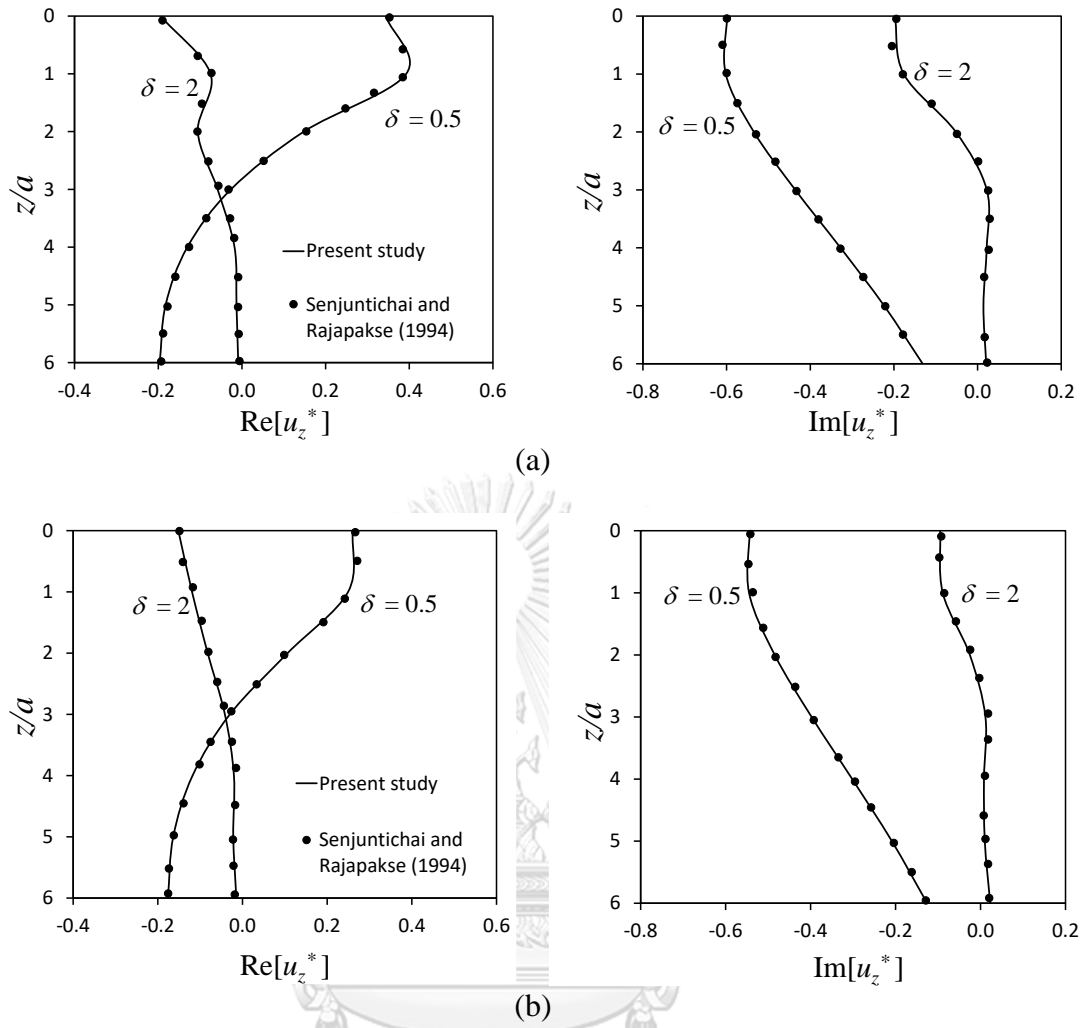 0
1
2
3
4
5
6
z/a
-0.4 -0.2 0.0 0.2 0.4 0.6
Re[u_z*]
δ = 2
δ = 0.5
Present study
Senjuntichai and
Rajapakse (1994)
0
1
2
3
4
5
6
z/a
-0.8 -0.6 -0.4 -0.2 0.0 0.2
Im[u_z*]
δ = 0.5
δ = 2
(a)
0
1
2
3
4
5
6
z/a
-0.4 -0.2 0.0 0.2 0.4 0.6
Re[u_z*]
δ = 2
δ = 0.5
Present study
Senjuntichai and
Rajapakse (1994)
0
1
2
3
4
5
6
z/a
-0.8 -0.6 -0.4 -0.2 0.0 0.2
Im[u_z*]
δ = 0.5
δ = 2
(b)